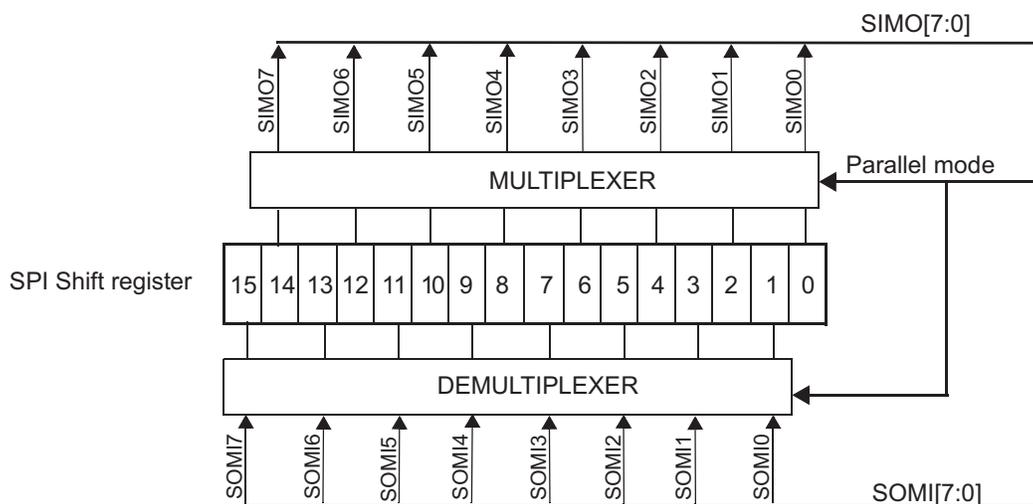 SIMO[7:0]
SIMO7 SIMO6 SIMO5 SIMO4 SIMO3 SIMO2 SIMO1 SIMO0
MULTIPLEXER
Parallel mode
SPI Shift register
15 14 13 12 11 10 9 8 7 6 5 4 3 2 1 0
DEMULTIPLEXER
SOMI7 SOMI6 SOMI5 SOMI4 SOMI3 SOMI2 SOMI1 SOMI0
SOMI[7:0]